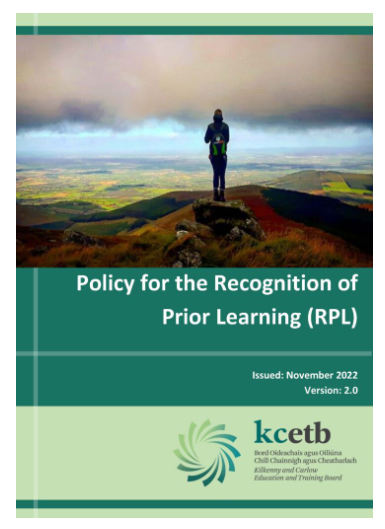 Policy for the Recognition of
Prior Learning (RPL)
Issued: November 2022
Version: 2.0
kcetb
Bord Oideachais agus Oiliúna
Chill Chainnigh agus Cheatharlach
Kilkenny and Carlow
Education and Training Board